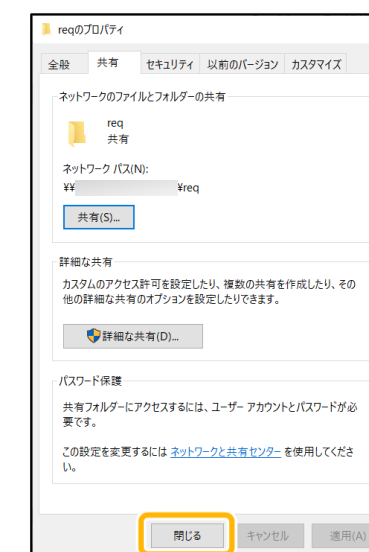 reqのプロパティ
全般 共有 セキュリティ 以前のバージョン カスタマイズ
ネットワークのファイルとフォルダーの共有
req
共有
ネットワーク パス(N):
¥¥ ¥req
共有(S)...
詳細な共有
カスタムのアクセス許可を設定したり、複数の共有を作成したり、その
他の詳細な共有のオプションを設定したりできます。
詳細な共有(D)...
パスワード保護
共有フォルダーにアクセスするには、ユーザー アカウントとパスワードが必
要です。
この設定を変更するには ネットワークと共有センター を使用してくださ
い。
閉じる キャンセル 適用(A)